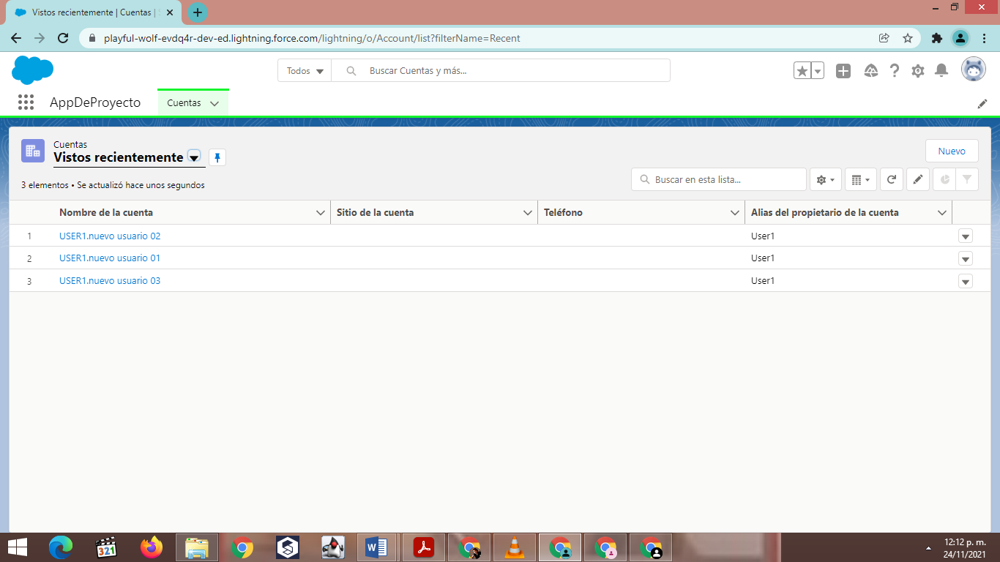 Vistos recientemente | Cuentas |
playful-wolf-evdq4r-dev-ed.lightning.force.com/lightning/o/Account/list?filterName=Recent
Todos
Buscar Cuentas y más...
AppDeProyecto
Cuentas
Cuentas
Vistos recientemente
Nuevo
3 elementos • Se actualizó hace unos segundos
Buscar en esta lista...
Nombre de la cuenta Sitio de la cuenta Teléfono Alias del propietario de la cuenta
1 USER1.nuevo usuario 02 User1
2 USER1.nuevo usuario 01 User1
3 USER1.nuevo usuario 03 User1
321
12:12 p. m.
24/11/2021